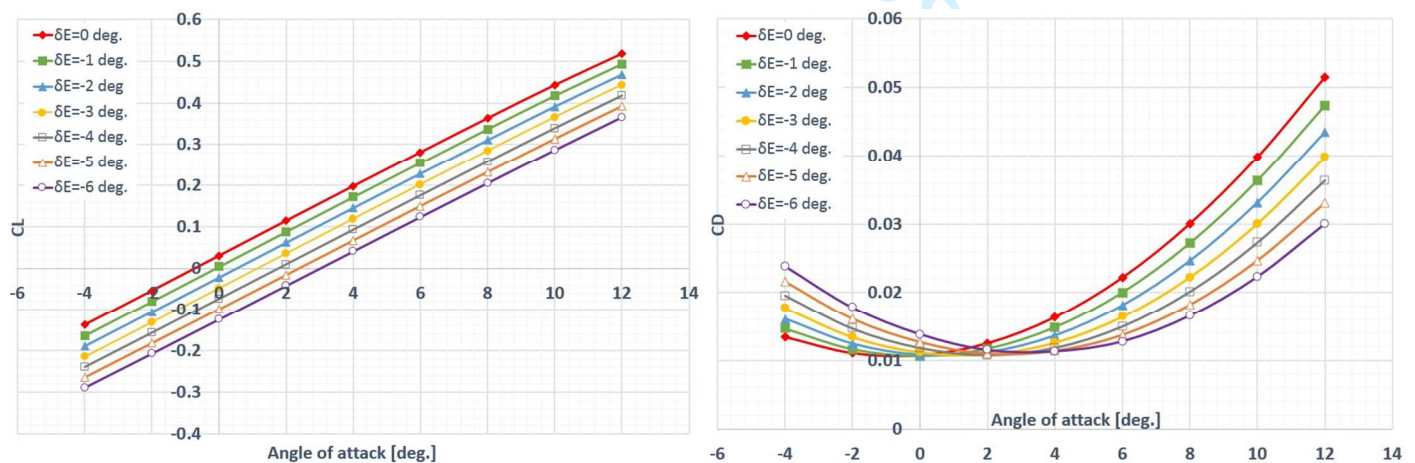 0.6
0.5
0.4
0.3
0.2
0.1
0
-0.1
-0.2
-0.3
-0.4
-6 -4 -2 0 2 4 6 8 10 12 14
CL
Angle of attack [deg.]
δE=0 deg.
δE=-1 deg.
δE=-2 deg
δE=-3 deg.
δE=-4 deg.
δE=-5 deg.
δE=-6 deg.
0.06
0.05
0.04
0.03
0.02
0.01
0
-6 -4 -2 0 2 4 6 8 10 12 14
CD
Angle of attack [deg.]
δE=0 deg.
δE=-1 deg.
δE=-2 deg
δE=-3 deg.
δE=-4 deg.
δE=-5 deg.
δE=-6 deg.